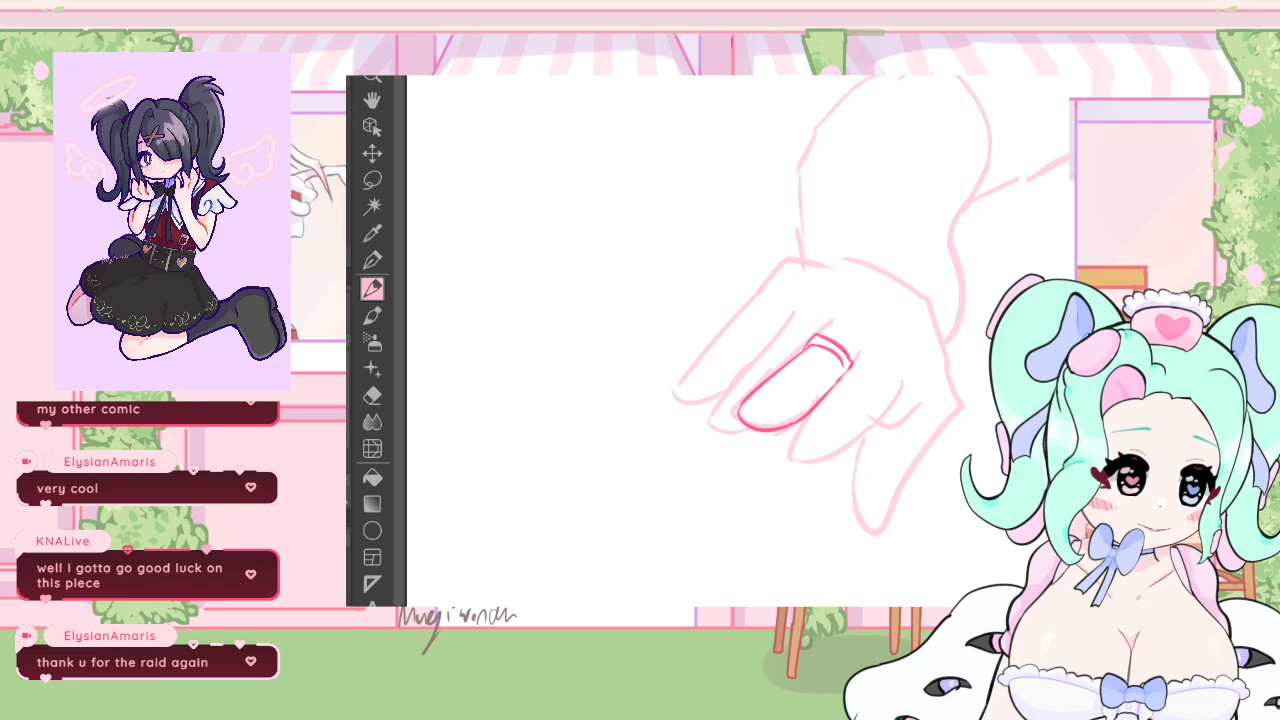 my other comic
ElysianAmaris
very cool
KNALive
well i gotta go good luck on
this piece
ElysianAmaris
thank u for the raid again